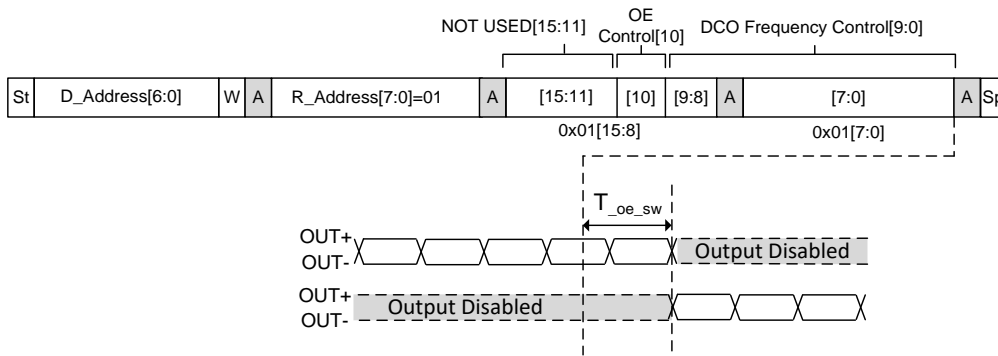 NOT USED[15:11]
OE
Control[10]
DCO Frequency Control[9:0]
St D_Address[6:0] W A R_Address[7:0]=01 A [15:11] [10] [9:8] A [7:0] A Sp
0x01[15:8] 0x01[7:0]
T_oe_sw
OUT+
OUT-
Output Disabled
OUT+
OUT-
Output Disabled